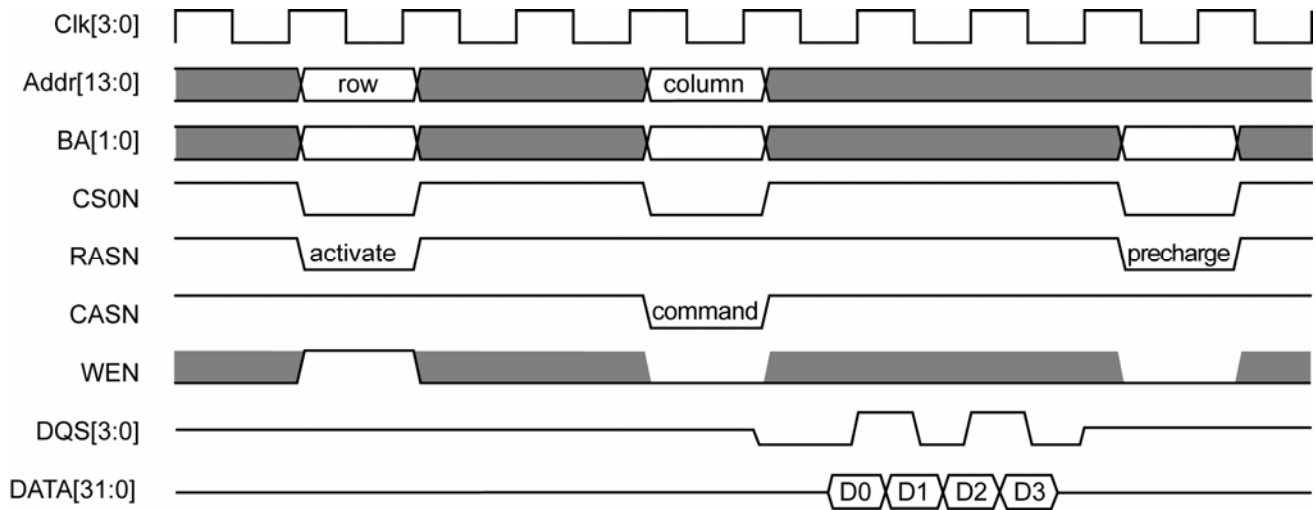 Clk[3:0]
Addr[13:0] row column
BA[1:0]
CS0N
RASN activate precharge
CASN command
WEN
DQS[3:0]
DATA[31:0] D0 D1 D2 D3